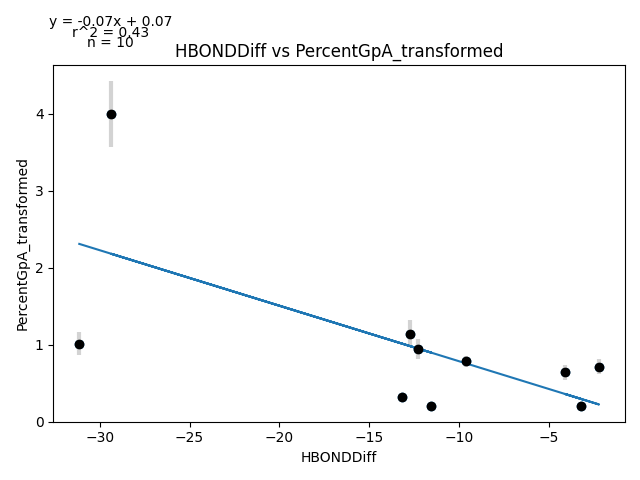 y = -0.07x + 0.07
r^2 = 0.43
n = 10
HBONDDiff vs PercentGpA_transformed
4
3
2
1
0
PercentGpA_transformed
−30
−25
−20
−15
−10
−5
HBONDDiff